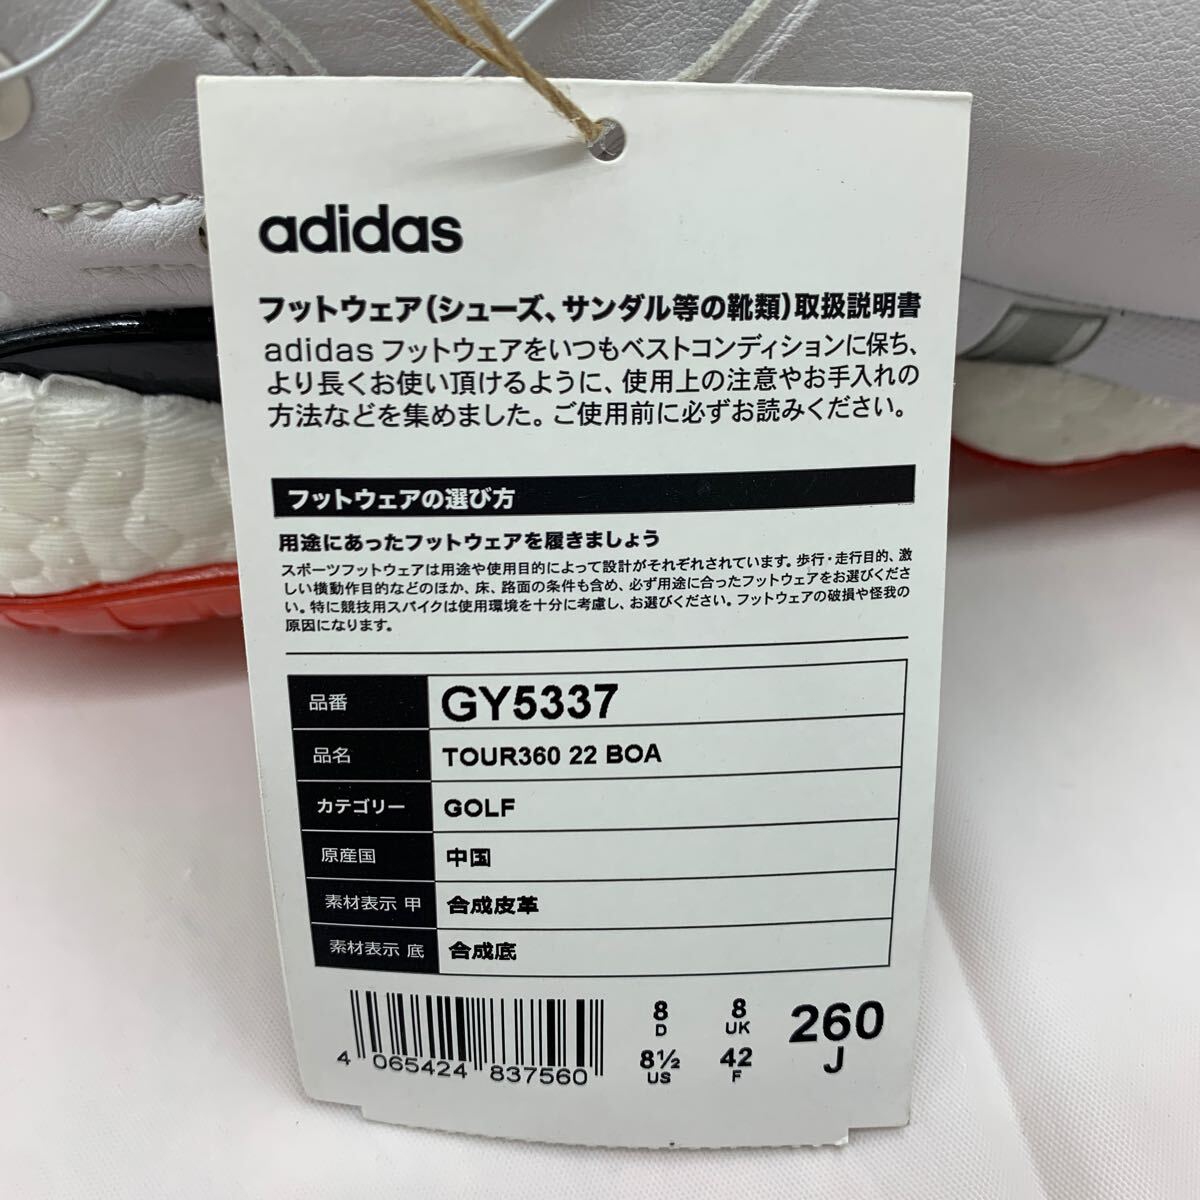 adidas
フットウェア(シューズ、サンダル等の靴類)取扱説明書
adidas フットウェアをいつもベストコンディションに保ち、
より長くお使い頂けるように、使用上の注意やお手入れの
方法などを集めました。ご使用前に必ずお読みください。
フットウェアの選び方
用途にあったフットウェアを履きましょう
スポーツフットウェアは用途や使用目的によって設計がそれぞれされています。歩行・走行目的、激
しい横動作目的などのほか、床、路面の条件も含め、必ず用途に合ったフットウェアをお選びくださ
い。特に競技用スパイクは使用環境を十分に考慮し、お選びください。フットウェアの破損や怪我の
原因になります。
品番 GY5337
品名 TOUR360 22 BOA
カテゴリー GOLF
原産国 中国
素材表示 甲 合成皮革
素材表示 底 合成底
4 065424 837560
8 D 8 UK 260 J
8½ US 42 F